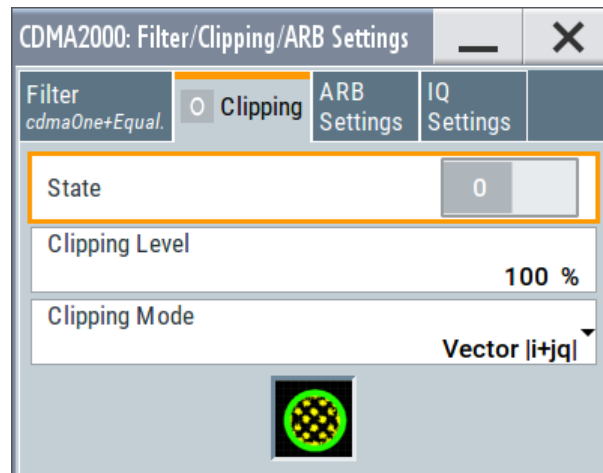 CDMA2000: Filter/Clipping/ARB Settings
Filter
cdmaOne+Equal.
0 Clipping
ARB
Settings
IQ
Settings
State
0
Clipping Level
100 %
Clipping Mode
Vector |i+jq|